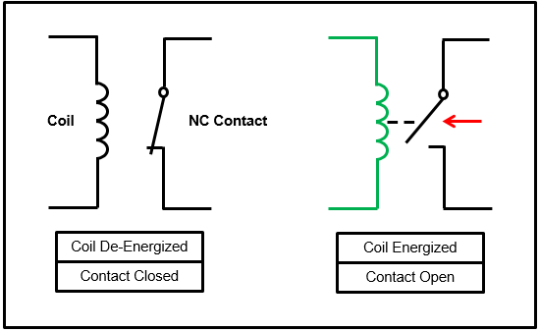 Coil
NC Contact
Coil De-Energized
Contact Closed
Coil Energized
Contact Open